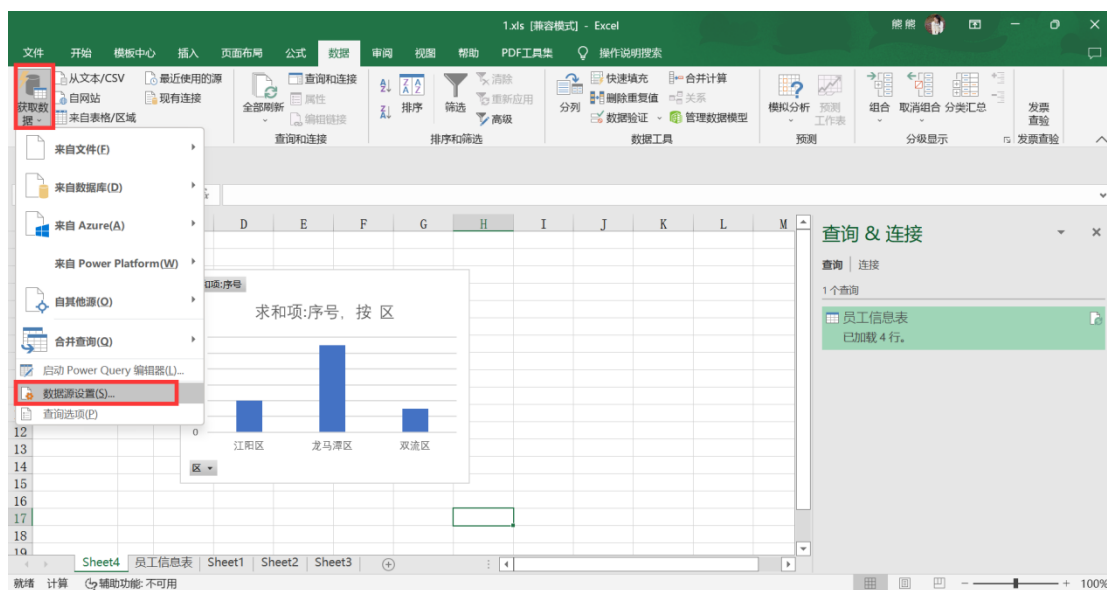 1.xls [兼容模式] - Excel
熊 熊
文件 开始 模板中心 插入 页面布局 公式 数据 审阅 视图 帮助 PDF工具集 操作说明搜索
获取数据
从文本/CSV
自网站
来自表格/区域
最近使用的源
现有连接
全部刷新
查询和连接
属性
编辑链接
查询和连接
排序
筛选
清除
重新应用
高级
排序和筛选
分列
快速填充
删除重复值
数据验证
合并计算
关系
管理数据模型
数据工具
模拟分析
预测工作表
预测
组合
取消组合
分类汇总
分级显示
发票查验
发票查验
来自文件(F)
来自数据库(D)
来自 Azure(A)
来自 Power Platform(W)
自其他源(O)
合并查询(Q)
启动 Power Query 编辑器(L)...
数据源设置(S)...
查询选项(P)
D E F G H I J K L M
项:序号
求和项:序号, 按 区
0
江阳区 龙马潭区 双流区
区
12
13
14
15
16
17
18
19
查询 & 连接
查询 | 连接
1 个查询
员工信息表
已加载 4 行。
Sheet4 员工信息表 Sheet1 Sheet2 Sheet3
就绪 计算 辅助功能: 不可用
100%